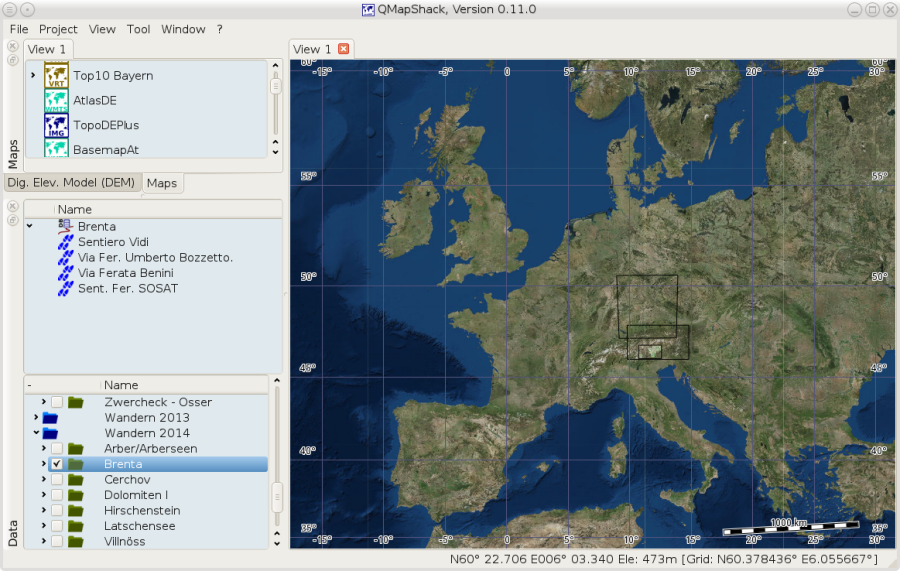 QMapShack, Version 0.11.0
File Project View Tool Window ?
View 1
Top10 Bayern
VRT
AtlasDE
WMTS
TopoDEPlus
IMG
BasemapAt
Maps
Dig. Elev. Model (DEM) Maps
Name
Brenta
Sentiero Vidi
Via Fer. Umberto Bozzetto.
Via Ferata Benini
Sent. Fer. SOSAT
- Name
Zwercheck - Osser
Wandern 2013
Wandern 2014
Arber/Arberseen
Brenta
Cerchov
Dolomiten I
Hirschenstein
Latschensee
Villnöss
Data
View 1
60° 60°
-15° -10° -5° 0 5° 10° 15° 20° 25° 30°
55° 55°
50° 50°
45° 45°
40° 40°
35° 35°
1000 km
-15° -10° -5° 0 5° 10° 15° 20° 25° 30°
N60° 22.706 E006° 03.340 Ele: 473m [Grid: N60.378436° E6.055667°]